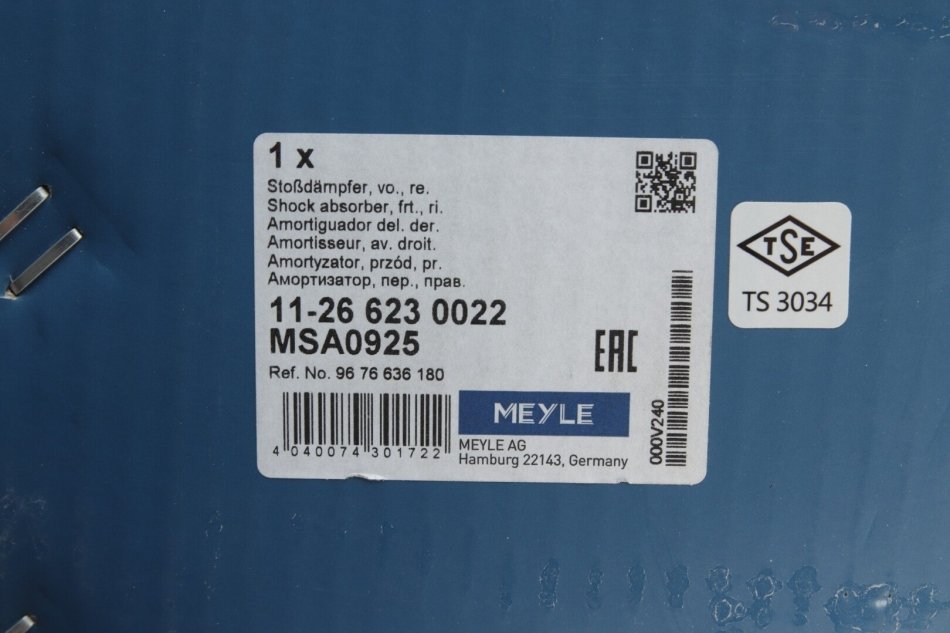 1 x
Stoßdämpfer, vo., re.
Shock absorber, frt., ri.
Amortiguador del. der.
Amortisseur, av. droit.
Amortyzator, przód, pr.
Амортизатор, пер., прав.
11-26 623 0022
MSA0925
Ref. No. 96 76 636 180
EAC
MEYLE
MEYLE AG
Hamburg 22143, Germany
4 040074 301722
000V240
TSE
TS 3034